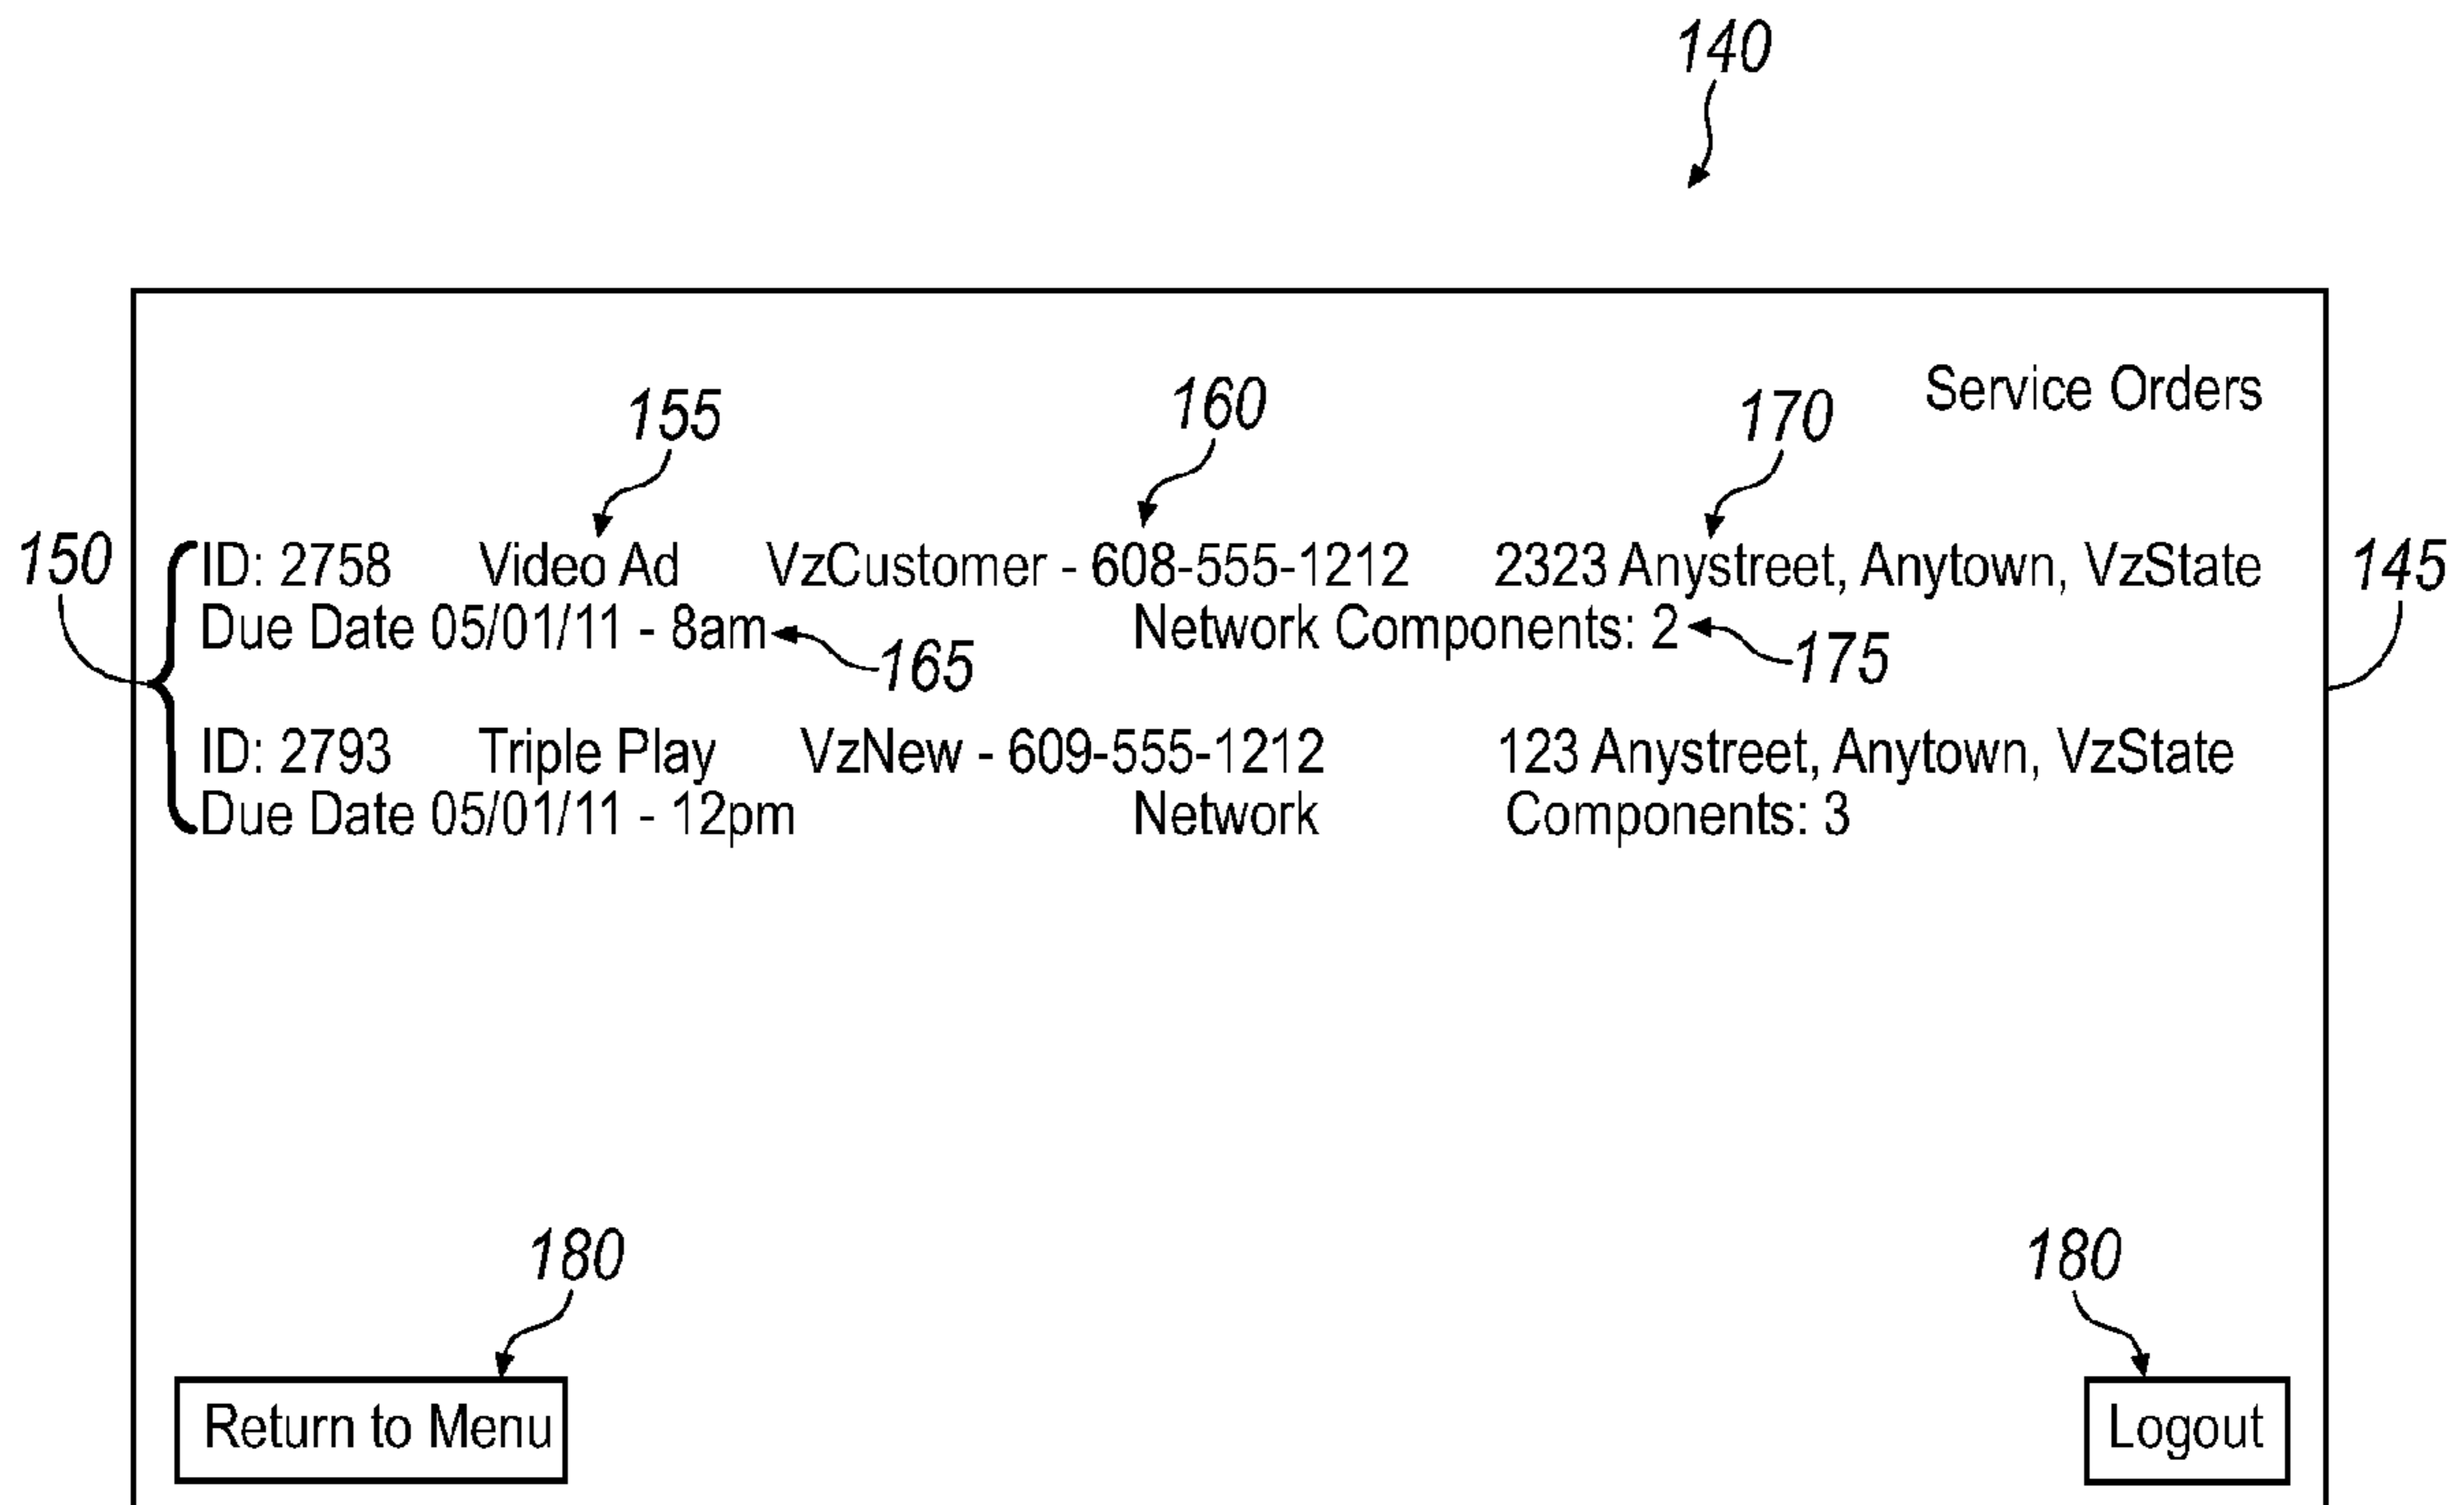 140
Service Orders
155
160
170
150
145
ID: 2758 Video Ad VzCustomer - 608-555-1212 2323 Anystreet, Anytown, VzState
Due Date 05/01/11 - 8am Network Components: 2
165
175
ID: 2793 Triple Play VzNew - 609-555-1212 123 Anystreet, Anytown, VzState
Due Date 05/01/11 - 12pm Network Components: 3
180
180
Return to Menu
Logout